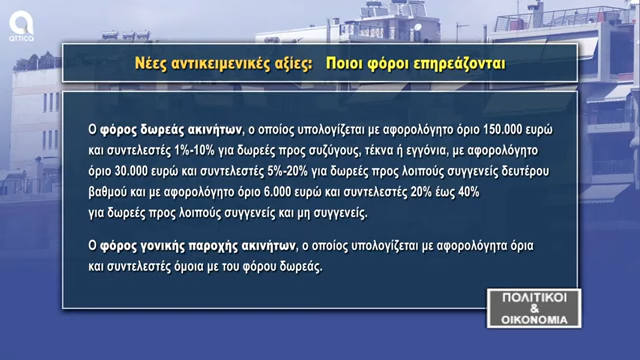 attica
Νέες αντικειμενικές αξίες: Ποιοι φόροι επηρεάζονται
Ο φόρος δωρεάς ακινήτων, ο οποίος υπολογίζεται με αφορολόγητο όριο 150.000 ευρώ
και συντελεστές 1%-10% για δωρεές προς συζύγους, τέκνα ή εγγόνια, με αφορολόγητο
όριο 30.000 ευρώ και συντελεστές 5%-20% για δωρεές προς λοιπούς συγγενείς δευτέρου
βαθμού και με αφορολόγητο όριο 6.000 ευρώ και συντελεστές 20% έως 40%
για δωρεές προς λοιπούς συγγενείς και μη συγγενείς.
Ο φόρος γονικής παροχής ακινήτων, ο οποίος υπολογίζεται με αφορολόγητα όρια
και συντελεστές όμοια με του φόρου δωρεάς.
ΠΟΛΙΤΙΚΟΙ
&
ΟΙΚΟΝΟΜΙΑ